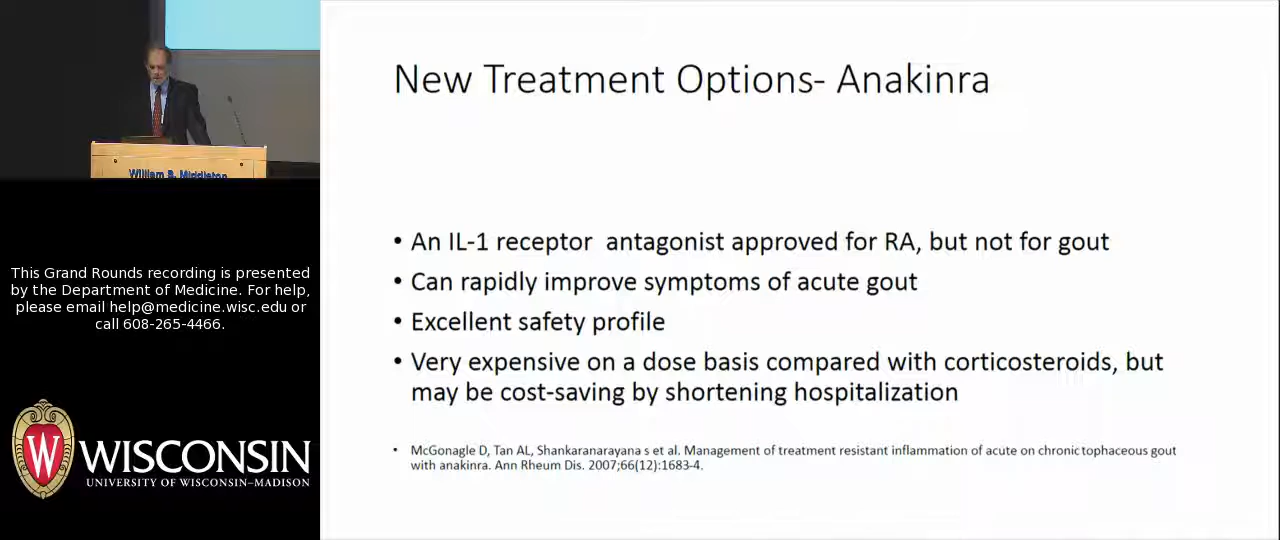 William S. Middleton
This Grand Rounds recording is presented
by the Department of Medicine. For help,
please email help@medicine.wisc.edu or
call 608-265-4466.
W
WISCONSIN
UNIVERSITY OF WISCONSIN–MADISON
New Treatment Options- Anakinra
• An IL-1 receptor antagonist approved for RA, but not for gout
• Can rapidly improve symptoms of acute gout
• Excellent safety profile
• Very expensive on a dose basis compared with corticosteroids, but
may be cost-saving by shortening hospitalization
• McGonagle D, Tan AL, Shankaranarayana s et al. Management of treatment resistant inflammation of acute on chronic tophaceous gout
with anakinra. Ann Rheum Dis. 2007;66(12):1683-4.